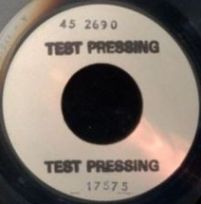 45 2690
TEST PRESSING
TEST PRESSING
17575